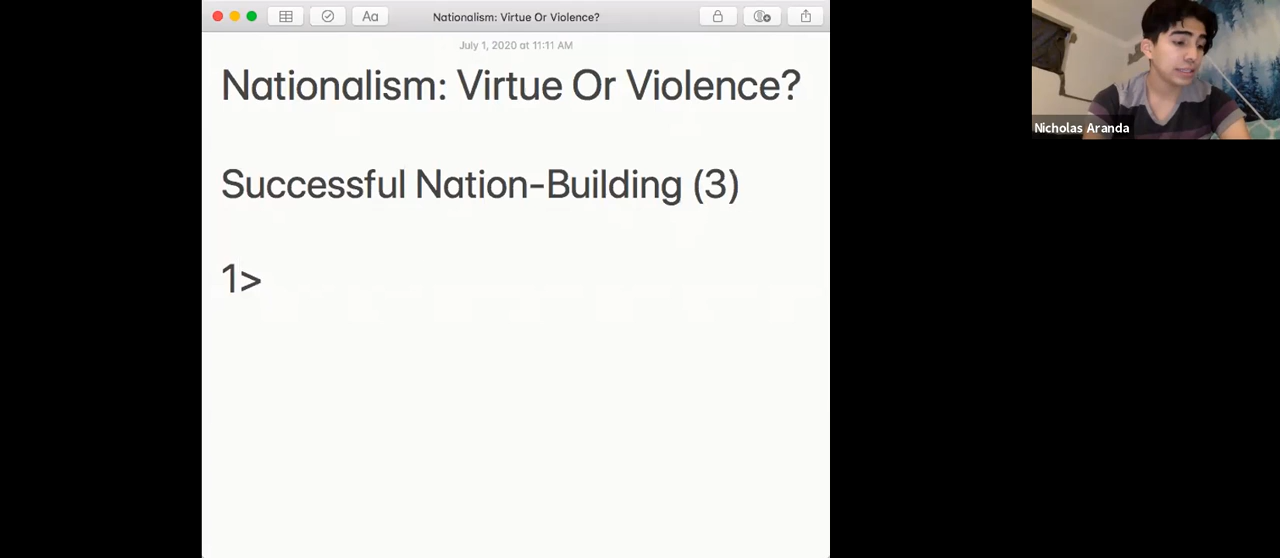 Aa
Nationalism: Virtue Or Violence?
July 1, 2020 at 11:11 AM
Nationalism: Virtue Or Violence?
Successful Nation-Building (3)
1>
Nicholas Aranda